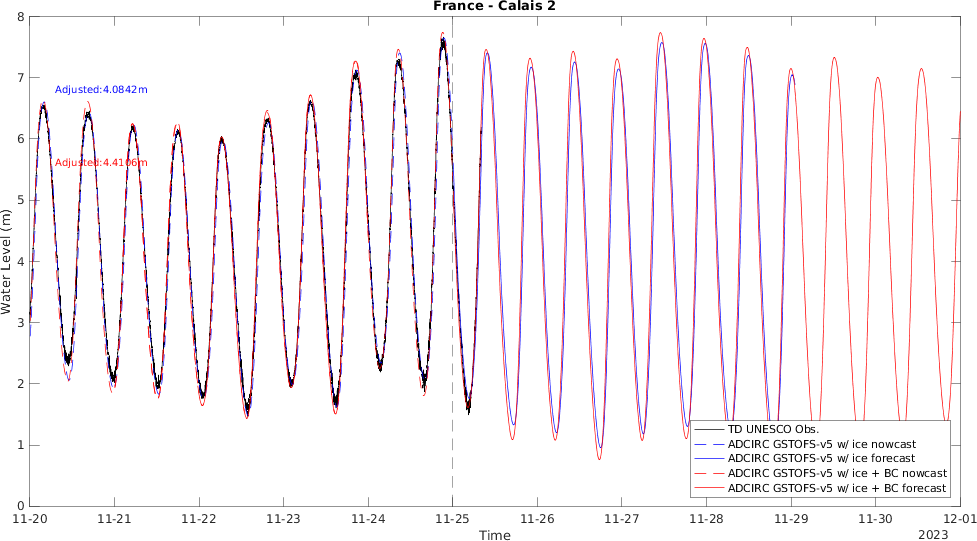 France - Calais 2
8
7
6
5
4
3
2
1
0
Water Level (m)
Adjusted:4.0842m
Adjusted:4.4106m
TD UNESCO Obs.
ADCIRC GSTOFS-v5 w/ ice nowcast
ADCIRC GSTOFS-v5 w/ ice forecast
ADCIRC GSTOFS-v5 w/ ice + BC nowcast
ADCIRC GSTOFS-v5 w/ ice + BC forecast
11-20 11-21 11-22 11-23 11-24 11-25 11-26 11-27 11-28 11-29 11-30 12-01
Time
2023